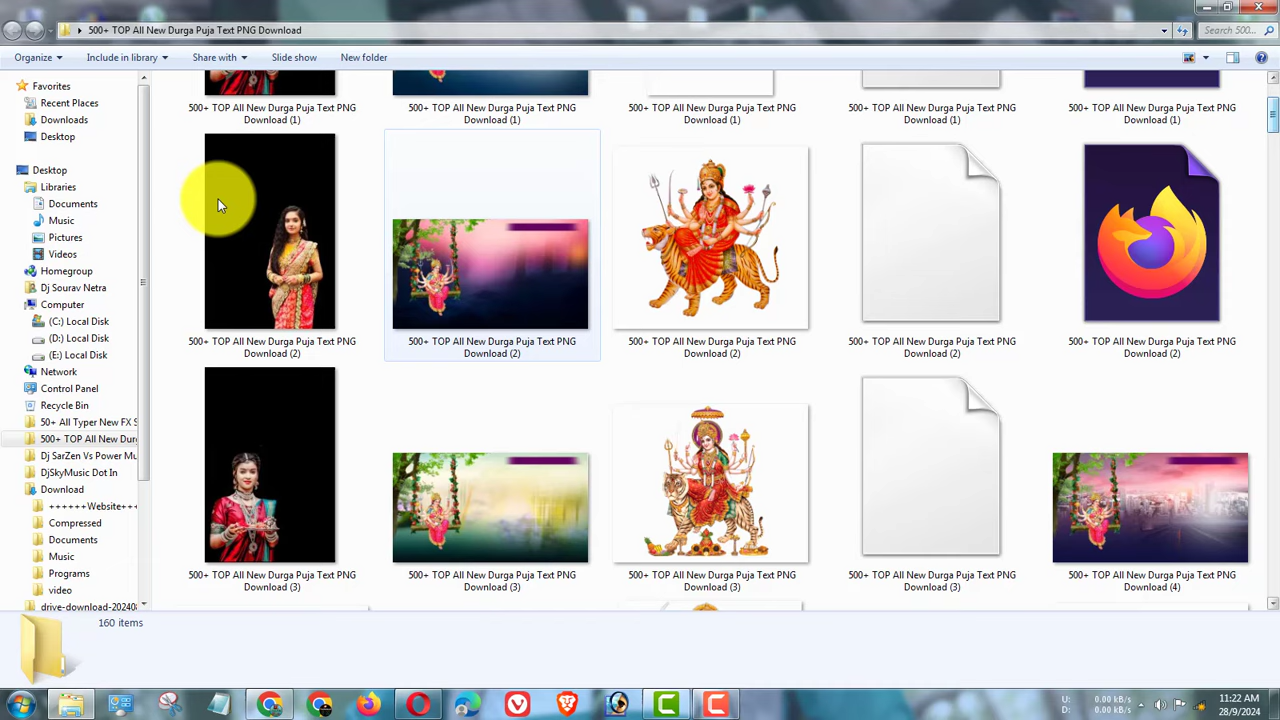 500+ TOP All New Durga Puja Text PNG Download
Search 500...
Organize
Include in library
Share with
Slide show
New folder
Favorites
Recent Places
Downloads
Desktop
Desktop
Libraries
Documents
Music
Pictures
Videos
Homegroup
Dj Sourav Netra
Computer
(C:) Local Disk
(D:) Local Disk
(E:) Local Disk
Network
Control Panel
Recycle Bin
50+ All Typer New FX S
500+ TOP All New Durg
Dj SarZen Vs Power Mu
DjSkyMusic Dot In
Download
++++++Website++
Compressed
Documents
Music
Programs
video
drive-download-202408
500+ TOP All New Durga Puja Text PNG
Download (1)
500+ TOP All New Durga Puja Text PNG
Download (1)
500+ TOP All New Durga Puja Text PNG
Download (1)
500+ TOP All New Durga Puja Text PNG
Download (1)
500+ TOP All New Durga Puja Text PNG
Download (1)
500+ TOP All New Durga Puja Text PNG
Download (2)
500+ TOP All New Durga Puja Text PNG
Download (2)
500+ TOP All New Durga Puja Text PNG
Download (2)
500+ TOP All New Durga Puja Text PNG
Download (2)
500+ TOP All New Durga Puja Text PNG
Download (2)
500+ TOP All New Durga Puja Text PNG
Download (3)
500+ TOP All New Durga Puja Text PNG
Download (3)
500+ TOP All New Durga Puja Text PNG
Download (3)
500+ TOP All New Durga Puja Text PNG
Download (3)
500+ TOP All New Durga Puja Text PNG
Download (4)
160 items
U: 0.00 kB/s
D: 0.00 kB/s
11:22 AM
28/9/2024